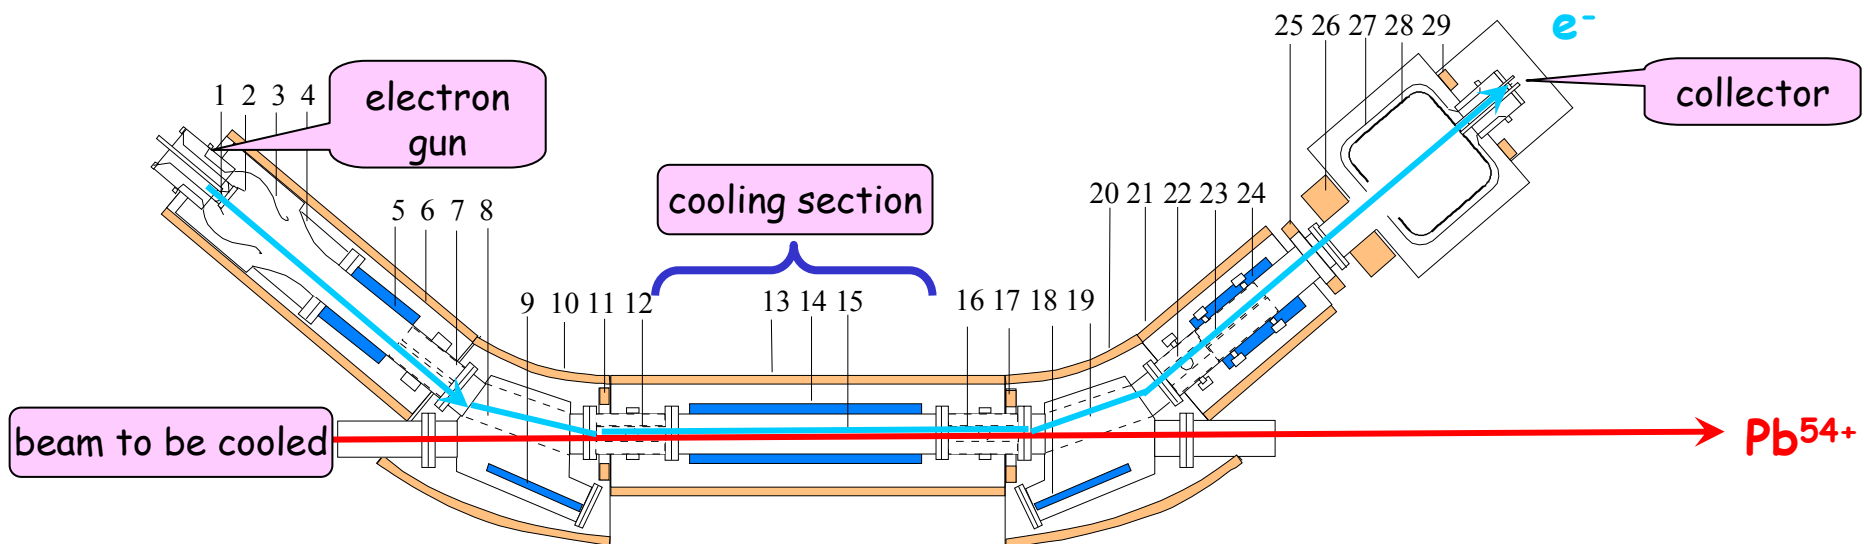 25 26 27 28 29
e-
1 2 3 4
electron
gun
collector
cooling section
5 6 7 8
20 21 22 23 24
9 10 11 12
13 14 15
16 17 18 19
beam to be cooled
Pb54+